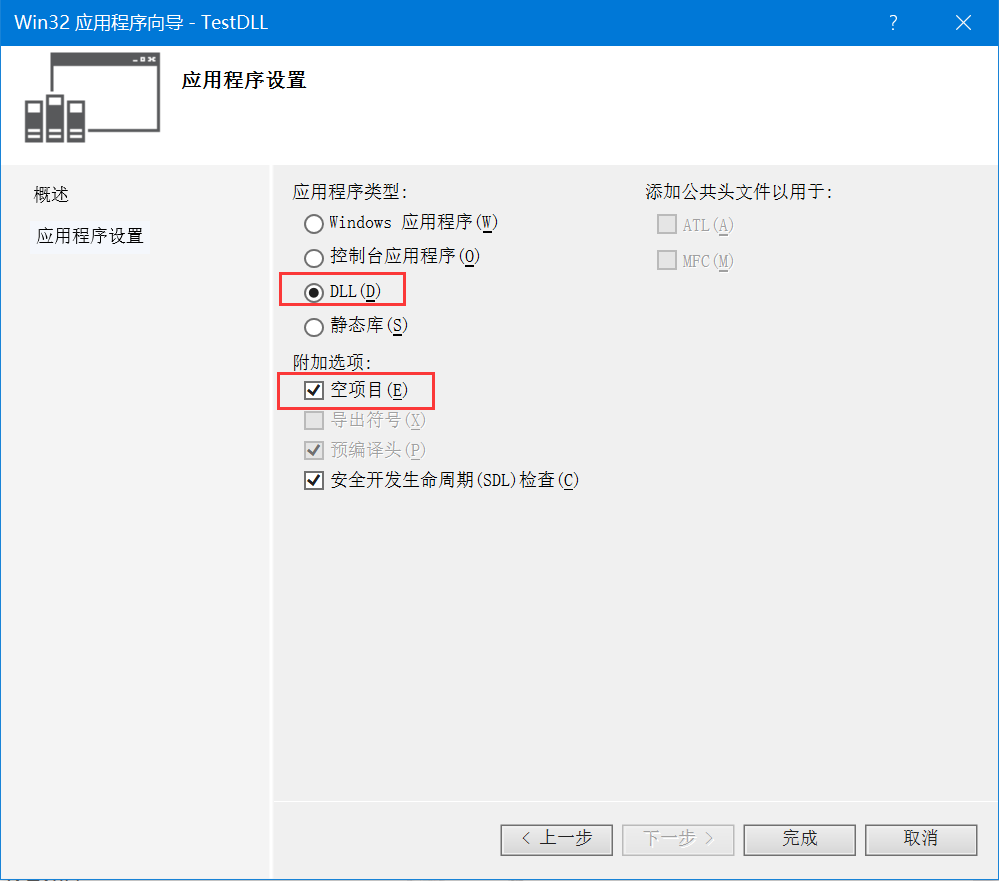 Win32 应用程序向导 - TestDLL
?
应用程序设置
概述
应用程序设置
应用程序类型:
Windows 应用程序(W)
控制台应用程序(O)
DLL(D)
静态库(S)
附加选项:
空项目(E)
导出符号(X)
预编译头(P)
安全开发生命周期(SDL)检查(C)
添加公共头文件以用于:
ATL(A)
MFC(M)
< 上一步
下一步 >
完成
取消